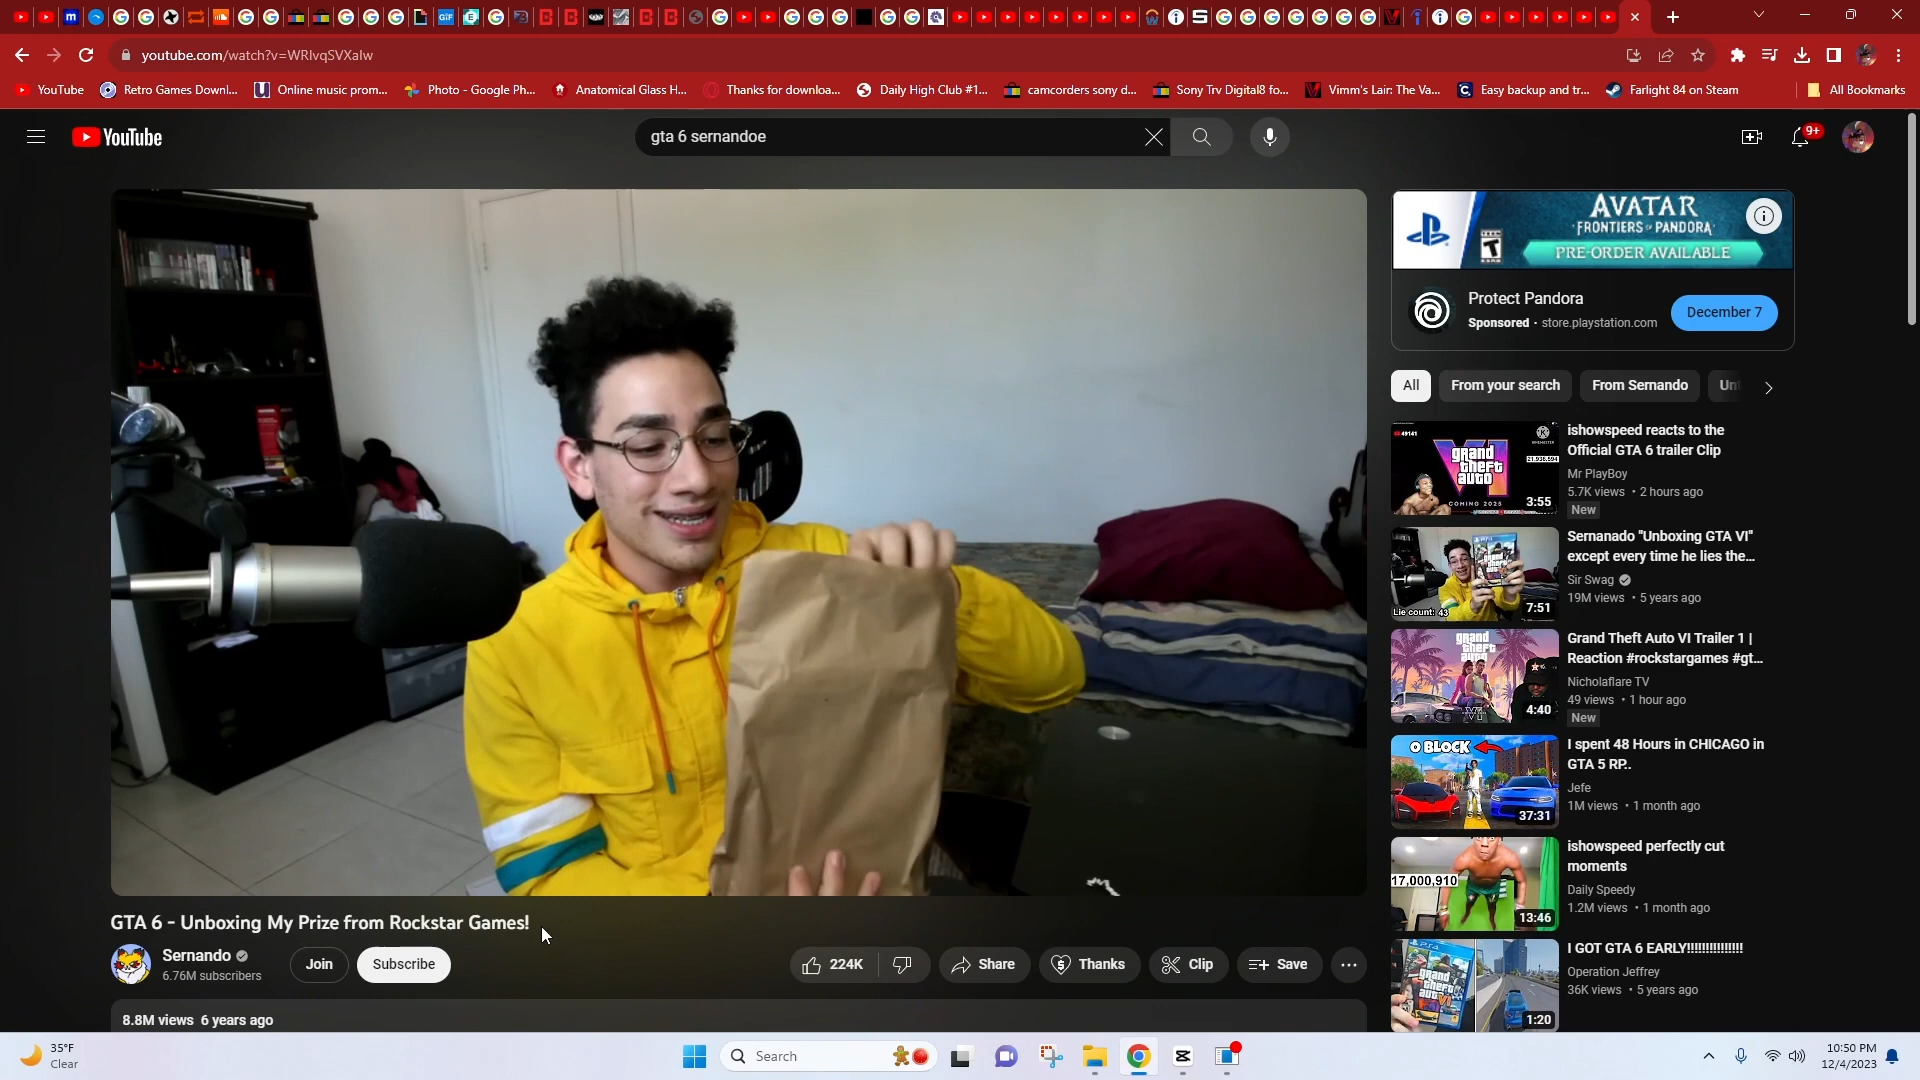 youtube.com/watch?v=WRlvqSVXalw
YouTube
Retro Games Downl...
Online music prom...
Photo - Google Ph...
Anatomical Glass H...
Thanks for downloa...
Daily High Club #1...
camcorders sony d...
Sony Trv Digital8 fo...
Vimm's Lair: The Va...
Easy backup and tr...
Farlight 84 on Steam
All Bookmarks
YouTube
gta 6 sernandoe
9+
AVATAR
FRONTIERS OF PANDORA
PRE-ORDER AVAILABLE
Protect Pandora
Sponsored · store.playstation.com
December 7
All
From your search
From Sernando
ishowspeed reacts to the
Official GTA 6 trailer Clip
Mr PlayBoy
5.7K views · 2 hours ago
New
grand
theft
auto
VI
COMING 2025
3:55
Sernanado "Unboxing GTA VI"
except every time he lies the...
Sir Swag
19M views · 5 years ago
Lie count: 43
7:51
Grand Theft Auto VI Trailer 1 |
Reaction #rockstargames #gt...
Nicholaflare TV
49 views · 1 hour ago
New
grand
theft
auto
VI
4:40
I spent 48 Hours in CHICAGO in
GTA 5 RP..
Jefe
1M views · 1 month ago
O BLOCK
37:31
ishowspeed perfectly cut
moments
Daily Speedy
1.2M views · 1 month ago
17,000,910
13:46
I GOT GTA 6 EARLY!!!!!!!!!!!!!!!
Operation Jeffrey
36K views · 5 years ago
1:20
GTA 6 - Unboxing My Prize from Rockstar Games!
Sernando
6.76M subscribers
Join
Subscribe
224K
Share
Thanks
Clip
Save
8.8M views 6 years ago
35°F
Clear
Search
10:50 PM
12/4/2023